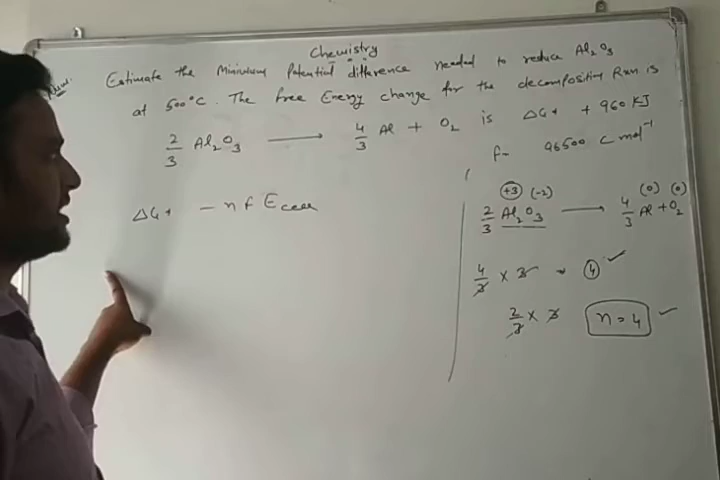 Chemistry
Estimate the Minimum Potential difference needed to reduce Al₂O₃
at 500°C. The free Energy change for the decomposition Rxn is
2/3 Al₂O₃ ⟶ 4/3 Al + O₂ is ΔG = + 960 KJ
F = 96500 C mol⁻¹
ΔG = - n f Ecell
(+3) (-2) (0) (0)
2/3 Al₂O₃ ⟶ 4/3 Al + O₂
4/3 × 3 = 4 ✓
2/3 × 3
n = 4 ✓